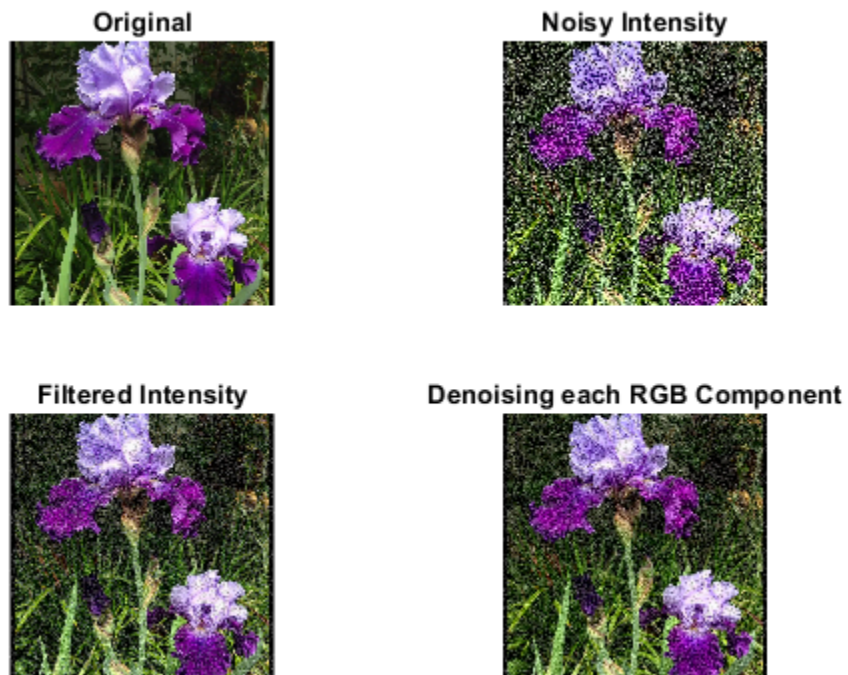 Original
Noisy Intensity
Filtered Intensity
Denoising each RGB Component